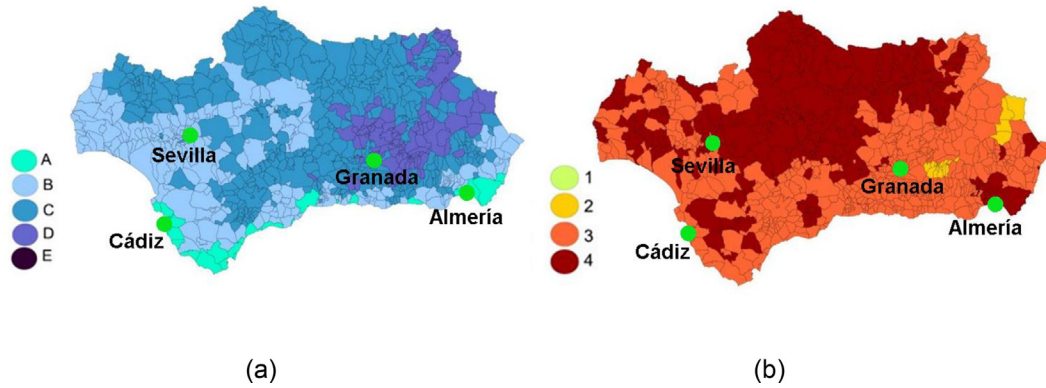 A
B
C
D
E
Sevilla
Granada
Cádiz
Almería
(a)
1
2
3
4
Sevilla
Granada
Cádiz
Almería
(b)